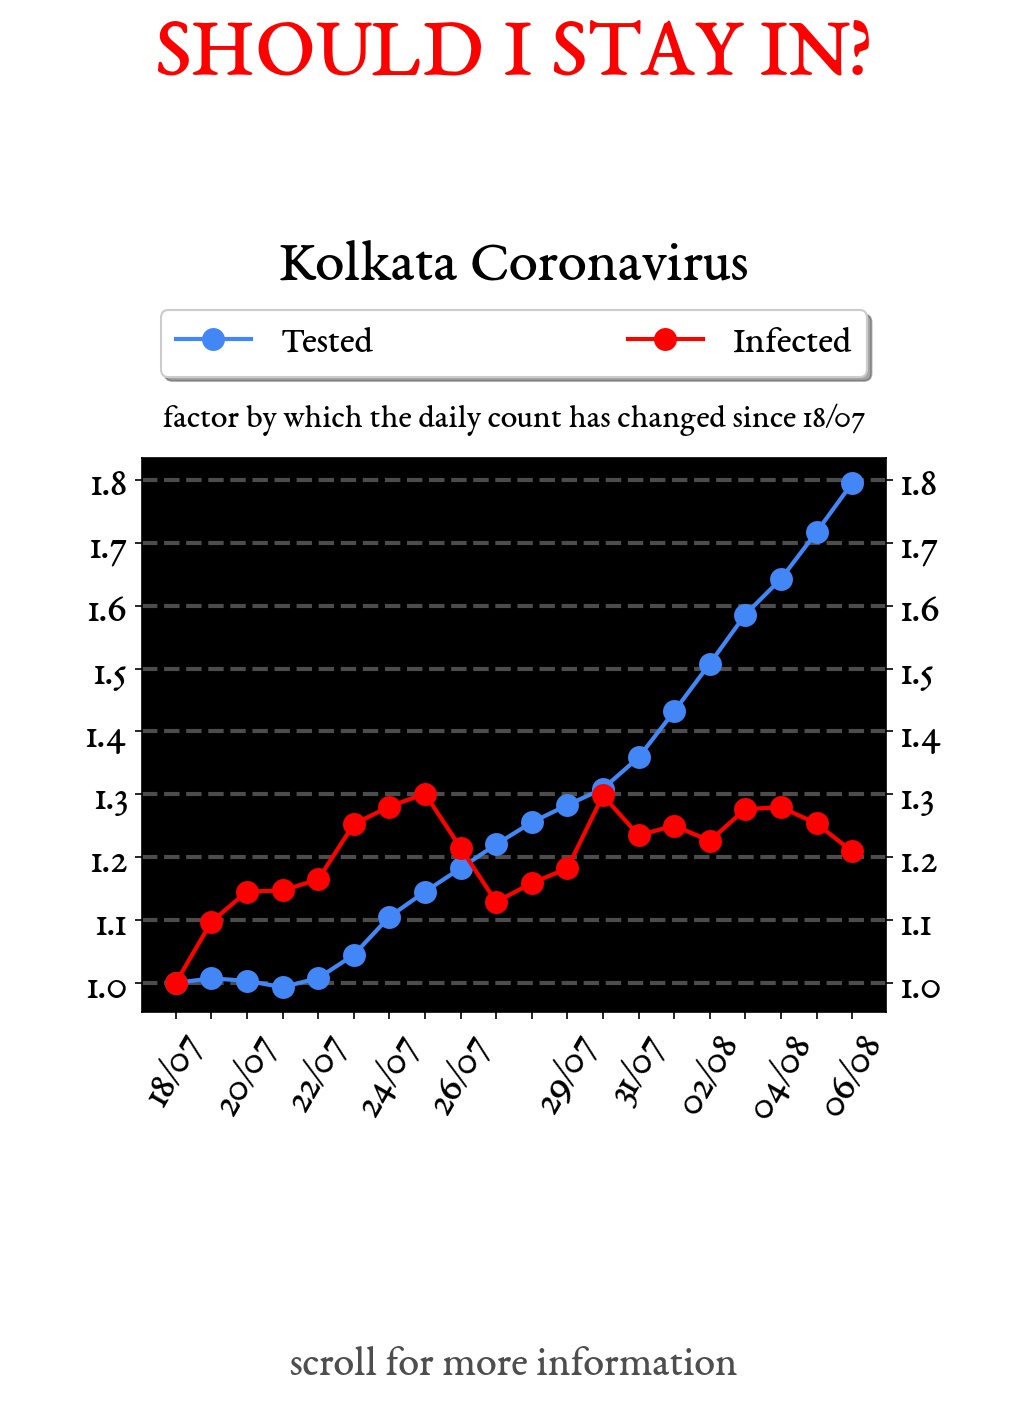 SHOULD I STAY IN?
Kolkata Coronavirus
Tested Infected
factor by which the daily count has changed since 18/07
1.8 1.8
1.7 1.7
1.6 1.6
1.5 1.5
1.4 1.4
1.3 1.3
1.2 1.2
1.1 1.1
1.0 1.0
18/07 20/07 22/07 24/07 26/07 29/07 31/07 02/08 04/08 06/08
scroll for more information